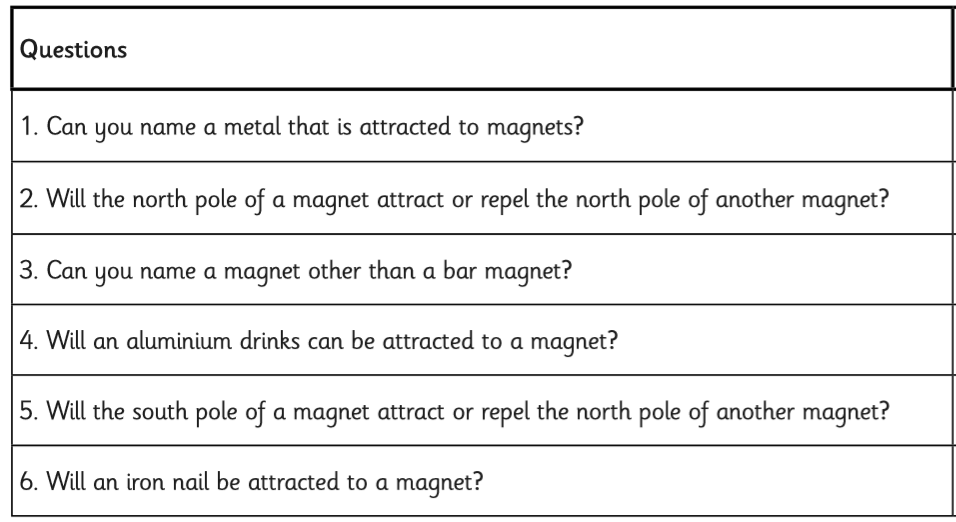 Questions
1. Can you name a metal that is attracted to magnets?
2. Will the north pole of a magnet attract or repel the north pole of another magnet?
3. Can you name a magnet other than a bar magnet?
4. Will an aluminium drinks can be attracted to a magnet?
5. Will the south pole of a magnet attract or repel the north pole of another magnet?
6. Will an iron nail be attracted to a magnet?